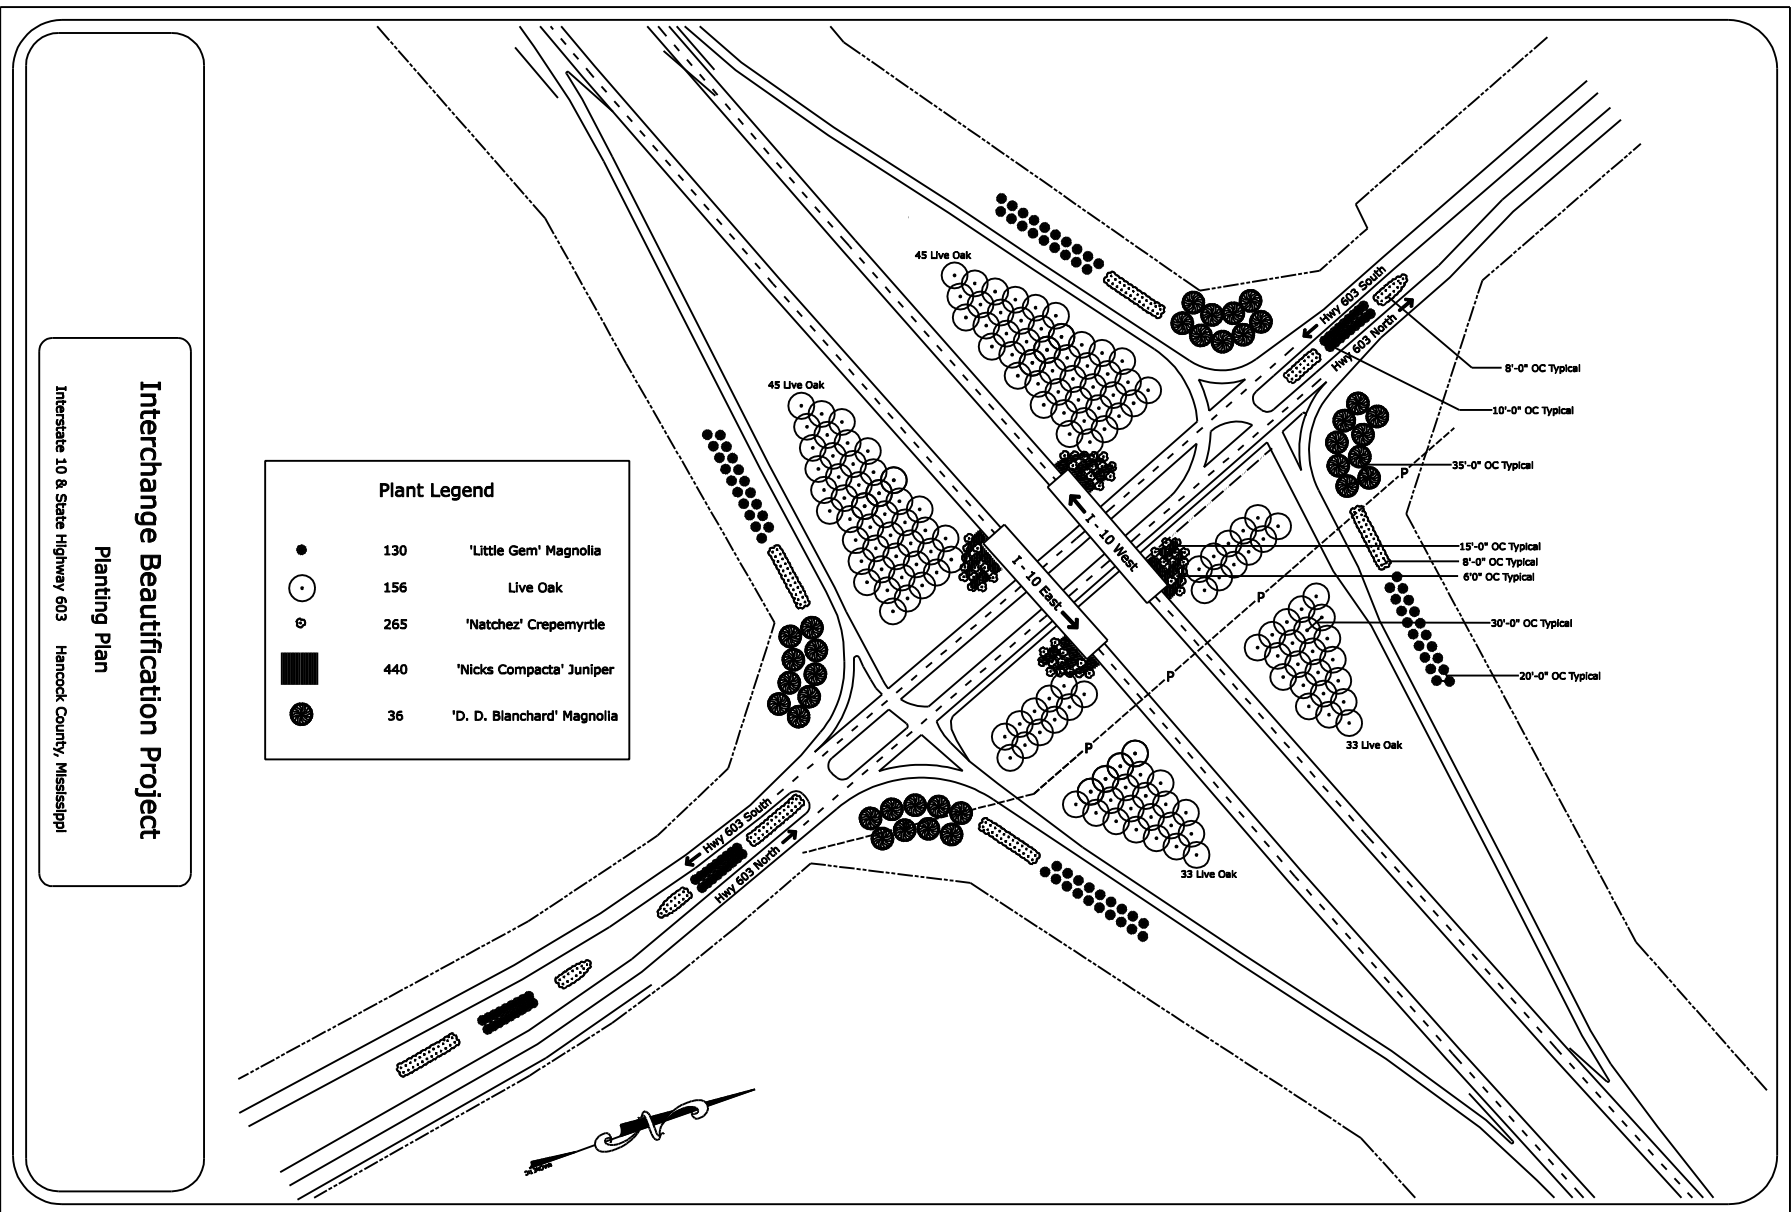 Interchange Beautification Project
Planting Plan
Interstate 10 & State Highway 603 Hancock County, Mississippi
Plant Legend
130 'Little Gem' Magnolia
156 Live Oak
265 'Natchez' Crepemyrtle
440 'Nicks Compacta' Juniper
36 'D. D. Blanchard' Magnolia
45 Live Oak
45 Live Oak
Hwy 603 South
Hwy 603 North
8'-0" OC Typical
10'-0" OC Typical
35'-0" OC Typical
P
I - 10 West
I - 10 East
15'-0" OC Typical
8'-0" OC Typical
6'0" OC Typical
P
30'-0" OC Typical
P
20'-0" OC Typical
P
33 Live Oak
33 Live Oak
Hwy 603 South
Hwy 603 North